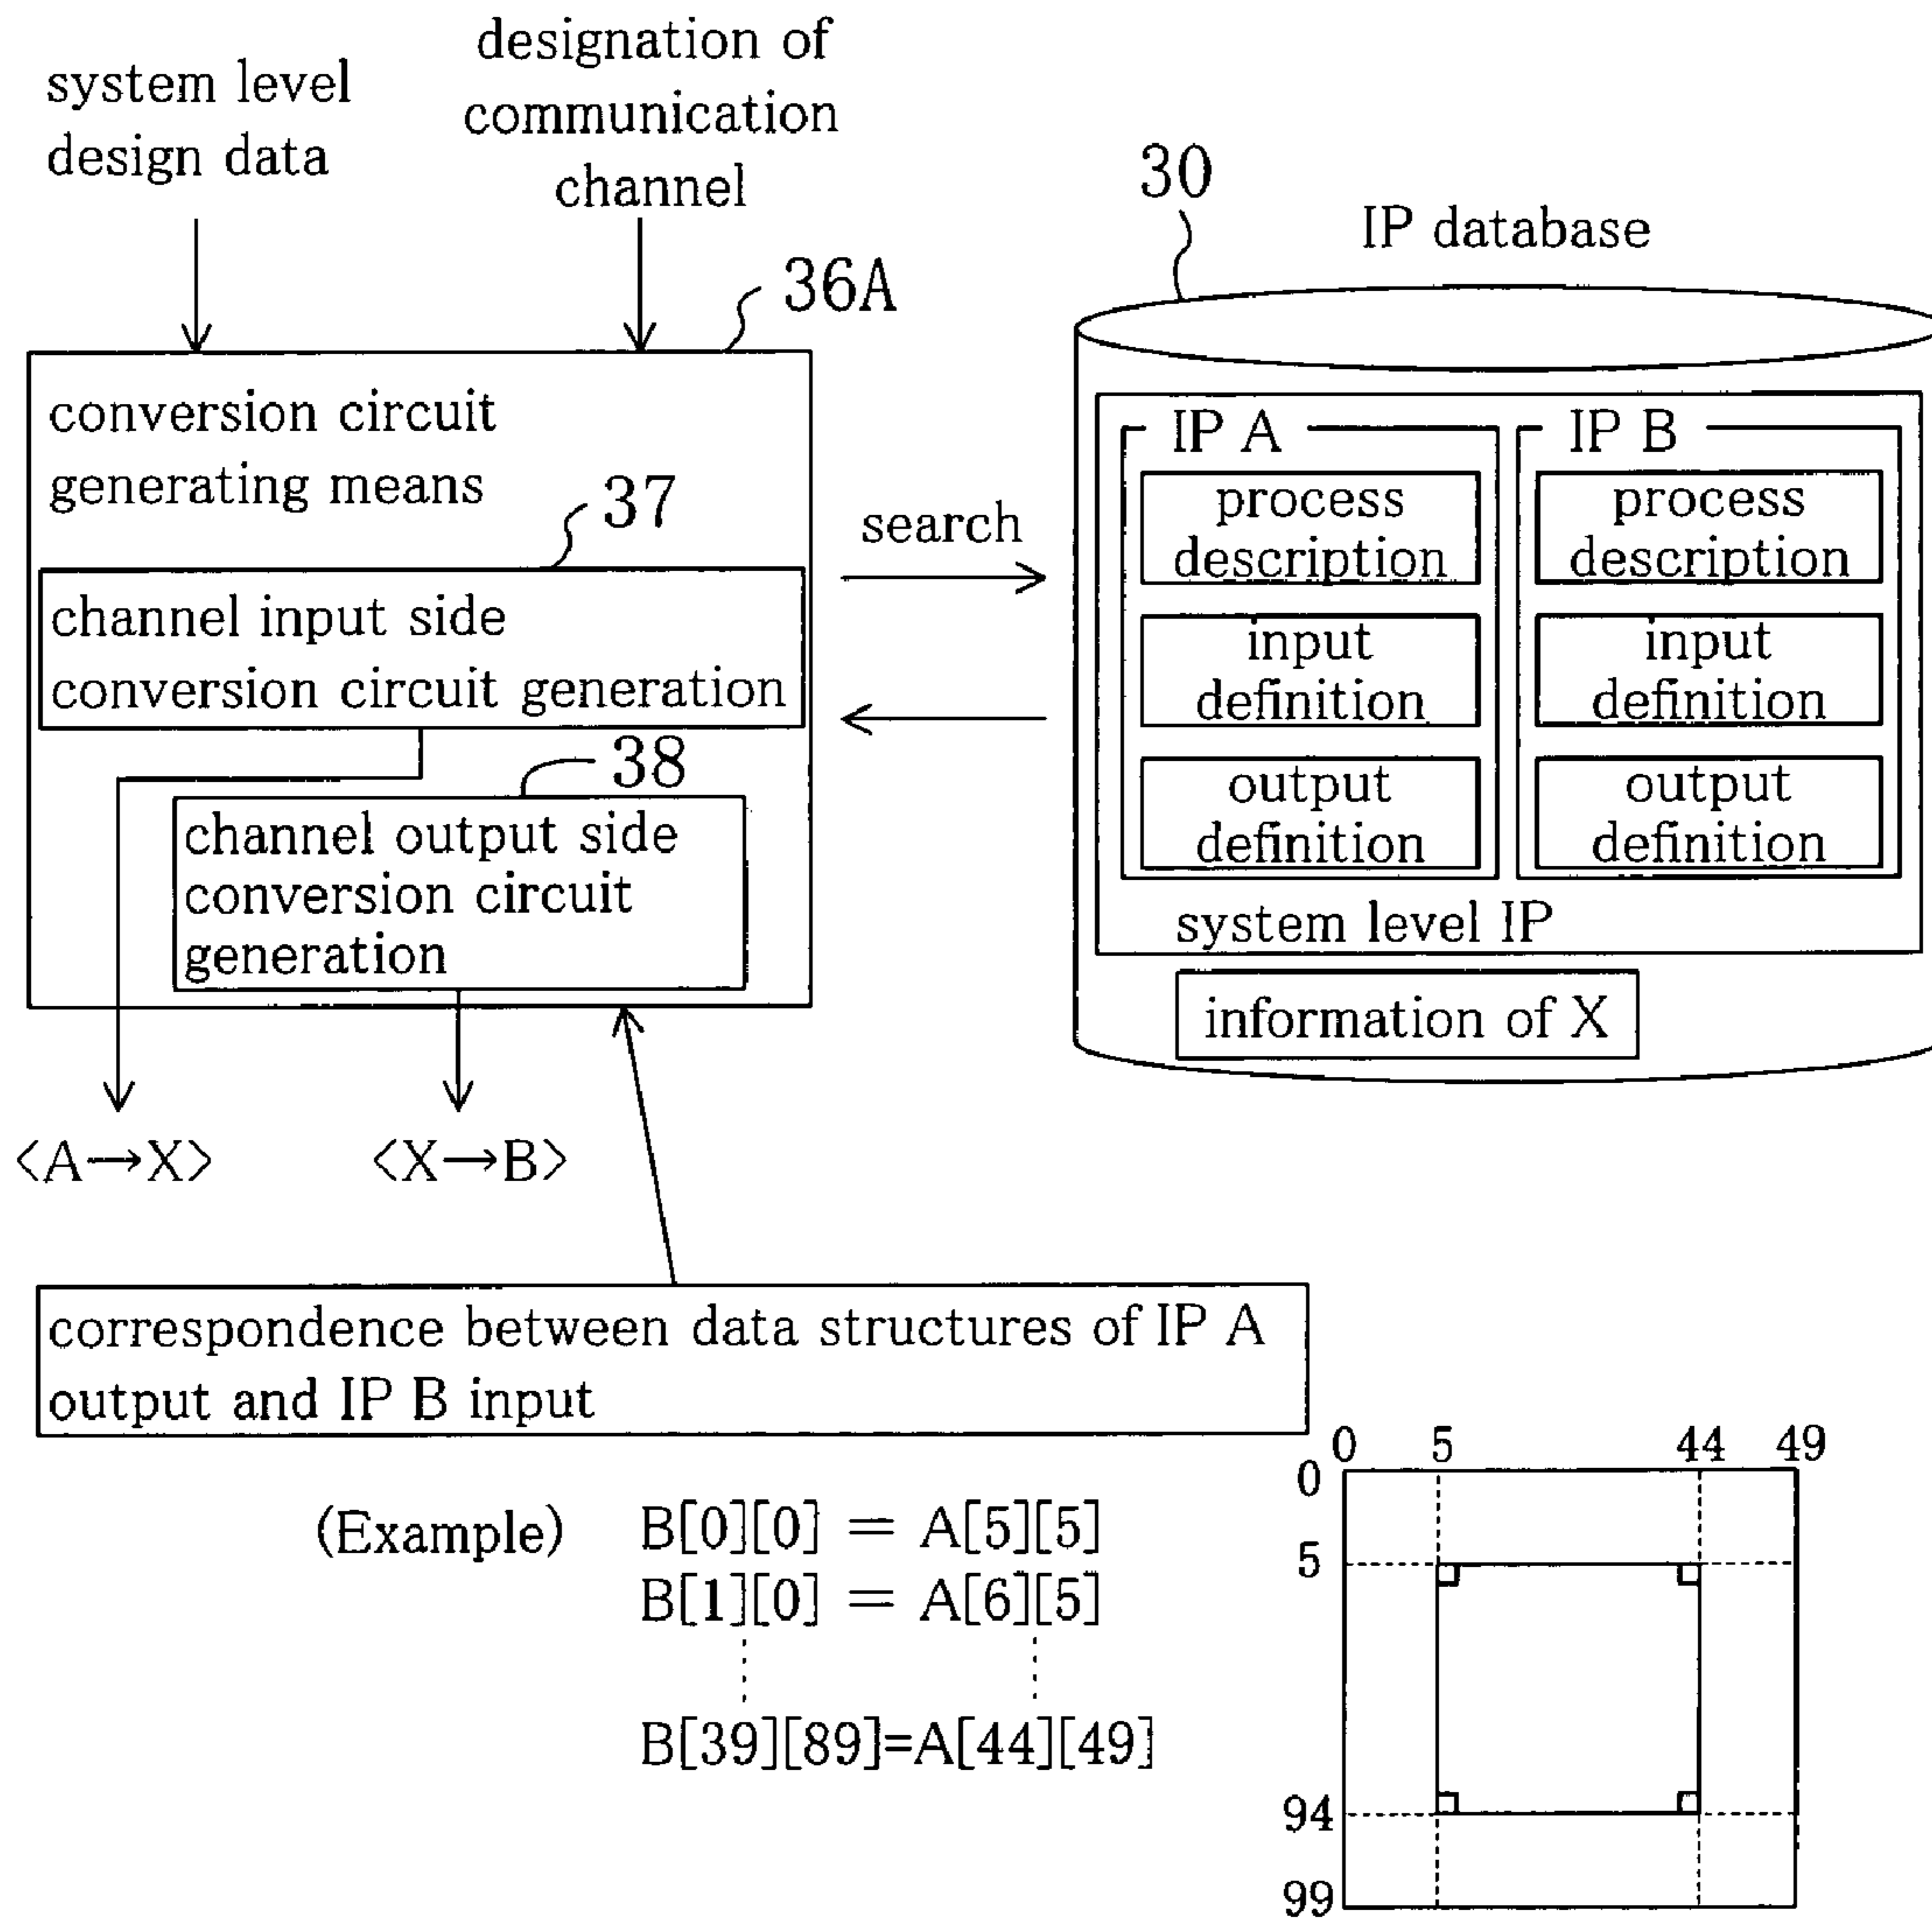 system level
design data
designation of
communication
channel
30
IP database
36A
conversion circuit
generating means
37
channel input side
conversion circuit generation
38
channel output side
conversion circuit
generation
search
IP A
process
description
input
definition
output
definition
IP B
process
description
input
definition
output
definition
system level IP
information of X
<A→X>
<X→B>
correspondence between data structures of IP A
output and IP B input
(Example)
B[0][0] = A[5][5]
B[1][0] = A[6][5]
B[39][89]=A[44][49]
0 5 44 49
0
5
94
99